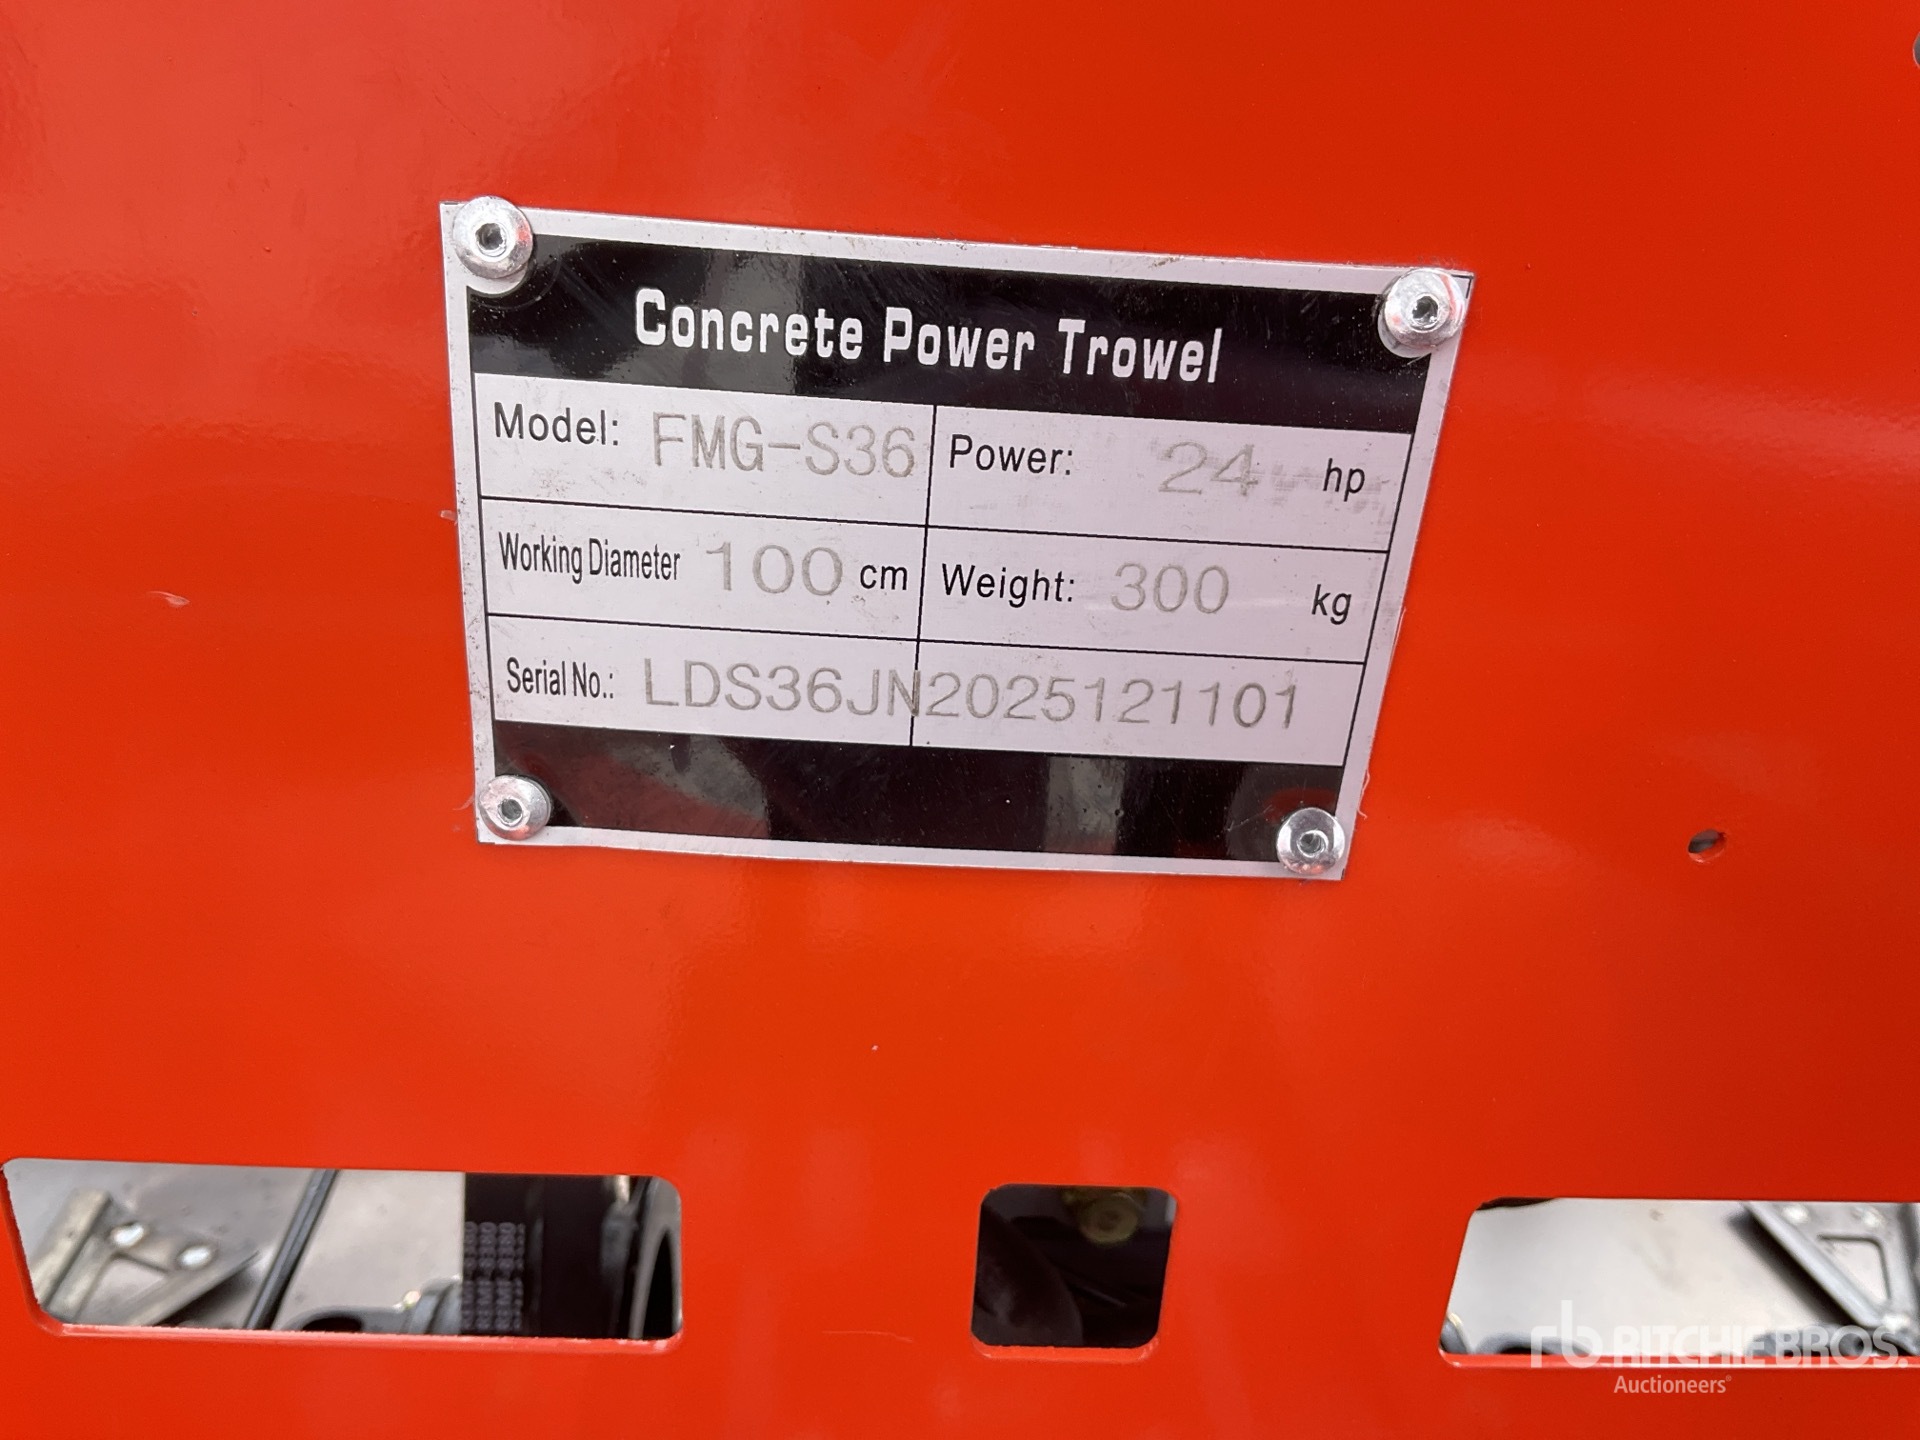 Concrete Power Trowel
Model: FMG-S36 Power: 24 hp
Working Diameter 100 cm Weight: 300 kg
Serial No.: LDS36JN2025121101
rb RITCHIE BROS.
Auctioneers